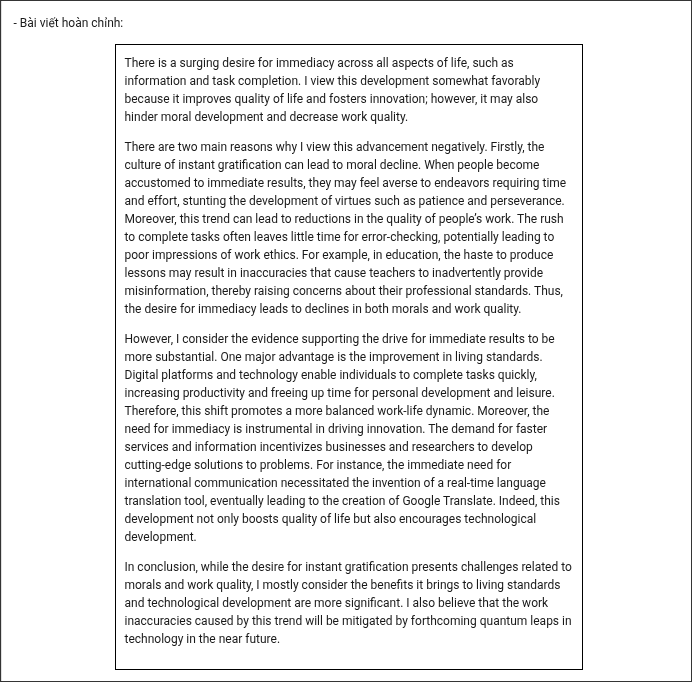 - Bài viết hoàn chỉnh:
There is a surging desire for immediacy across all aspects of life, such as
information and task completion. I view this development somewhat favorably
because it improves quality of life and fosters innovation; however, it may also
hinder moral development and decrease work quality.
There are two main reasons why I view this advancement negatively. Firstly, the
culture of instant gratification can lead to moral decline. When people become
accustomed to immediate results, they may feel averse to endeavors requiring time
and effort, stunting the development of virtues such as patience and perseverance.
Moreover, this trend can lead to reductions in the quality of people's work. The rush
to complete tasks often leaves little time for error-checking, potentially leading to
poor impressions of work ethics. For example, in education, the haste to produce
lessons may result in inaccuracies that cause teachers to inadvertently provide
misinformation, thereby raising concerns about their professional standards. Thus,
the desire for immediacy leads to declines in both morals and work quality.
However, I consider the evidence supporting the drive for immediate results to be
more substantial. One major advantage is the improvement in living standards.
Digital platforms and technology enable individuals to complete tasks quickly,
increasing productivity and freeing up time for personal development and leisure.
Therefore, this shift promotes a more balanced work-life dynamic. Moreover, the
need for immediacy is instrumental in driving innovation. The demand for faster
services and information incentivizes businesses and researchers to develop
cutting-edge solutions to problems. For instance, the immediate need for
international communication necessitated the invention of a real-time language
translation tool, eventually leading to the creation of Google Translate. Indeed, this
development not only boosts quality of life but also encourages technological
development.
In conclusion, while the desire for instant gratification presents challenges related to
morals and work quality, I mostly consider the benefits it brings to living standards
and technological development are more significant. I also believe that the work
inaccuracies caused by this trend will be mitigated by forthcoming quantum leaps in
technology in the near future.